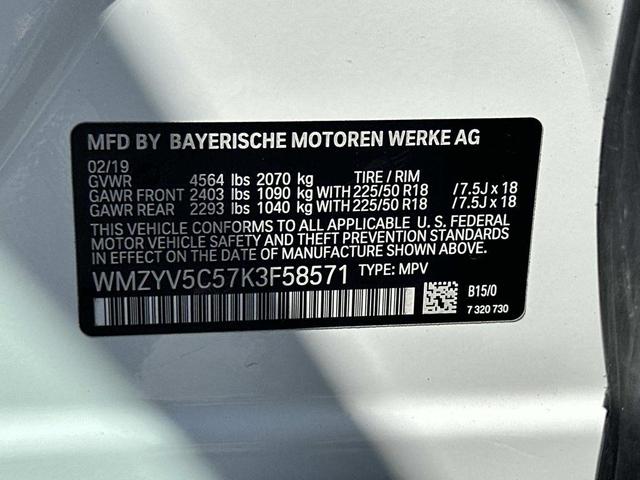 MFD BY BAYERISCHE MOTOREN WERKE AG
02/19
GVWR 4564 lbs 2070 kg TIRE / RIM
GAWR FRONT 2403 lbs 1090 kg WITH 225/50 R18 /7.5J x 18
GAWR REAR 2293 lbs 1040 kg WITH 225/50 R18 /7.5J x 18
THIS VEHICLE CONFORMS TO ALL APPLICABLE U. S. FEDERAL
MOTOR VEHICLE SAFETY STANDARDS IN EFFECT ON THE
DATE OF MANUFACTURE SHOWN ABOVE.
WMZYV5C57K3F58571 TYPE: MPV
B15/0
7 320 730